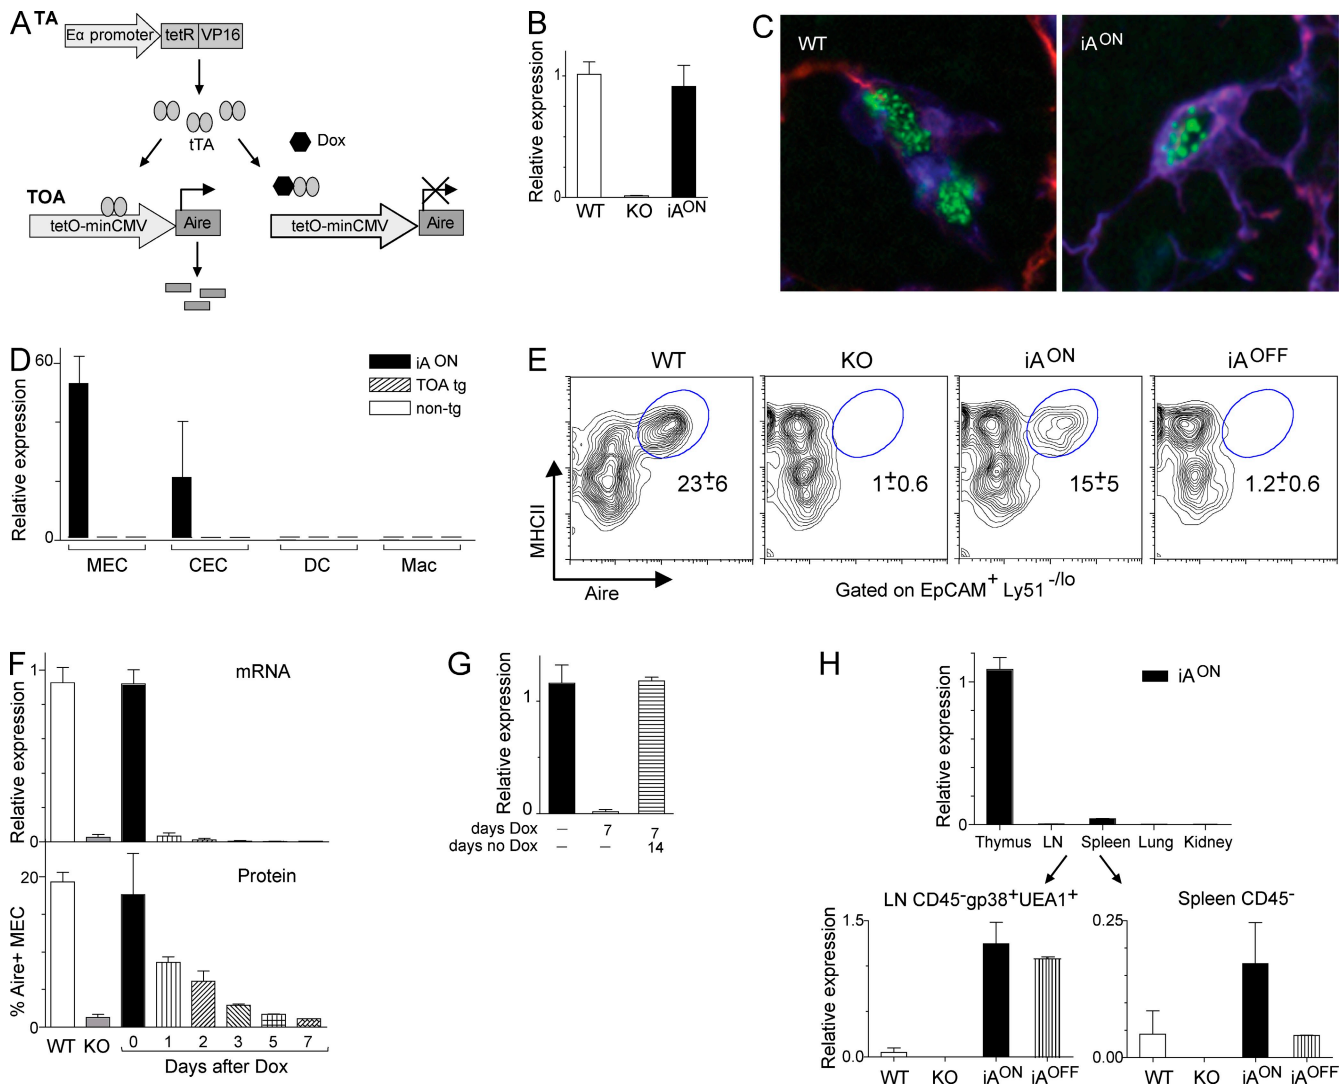 A TA
Eα promoter tetR VP16
tTA
Dox
TOA
tetO-minCMV Aire
tetO-minCMV Aire
B
Relative expression
1
0
WT KO iA^ON
C
WT
iA^ON
D
Relative expression
60
0
iA ON
TOA tg
non-tg
MEC CEC DC Mac
E
WT KO iA^ON iA^OFF
23±6 1±0.6 15±5 1.2±0.6
MHCII
Aire
Gated on EpCAM^+ Ly51^-/lo
F
mRNA
Relative expression
1
0
Protein
% Aire+ MEC
20
0
WT KO 0 1 2 3 5 7
Days after Dox
G
Relative expression
1
0
days Dox – 7 7
days no Dox – – 14
H
iA^ON
Relative expression
1
0
Thymus LN Spleen Lung Kidney
LN CD45^-gp38^+UEA1^+
Relative expression
1.5
0.0
WT KO iA^ON iA^OFF
Spleen CD45^-
0.25
0.00
WT KO iA^ON iA^OFF